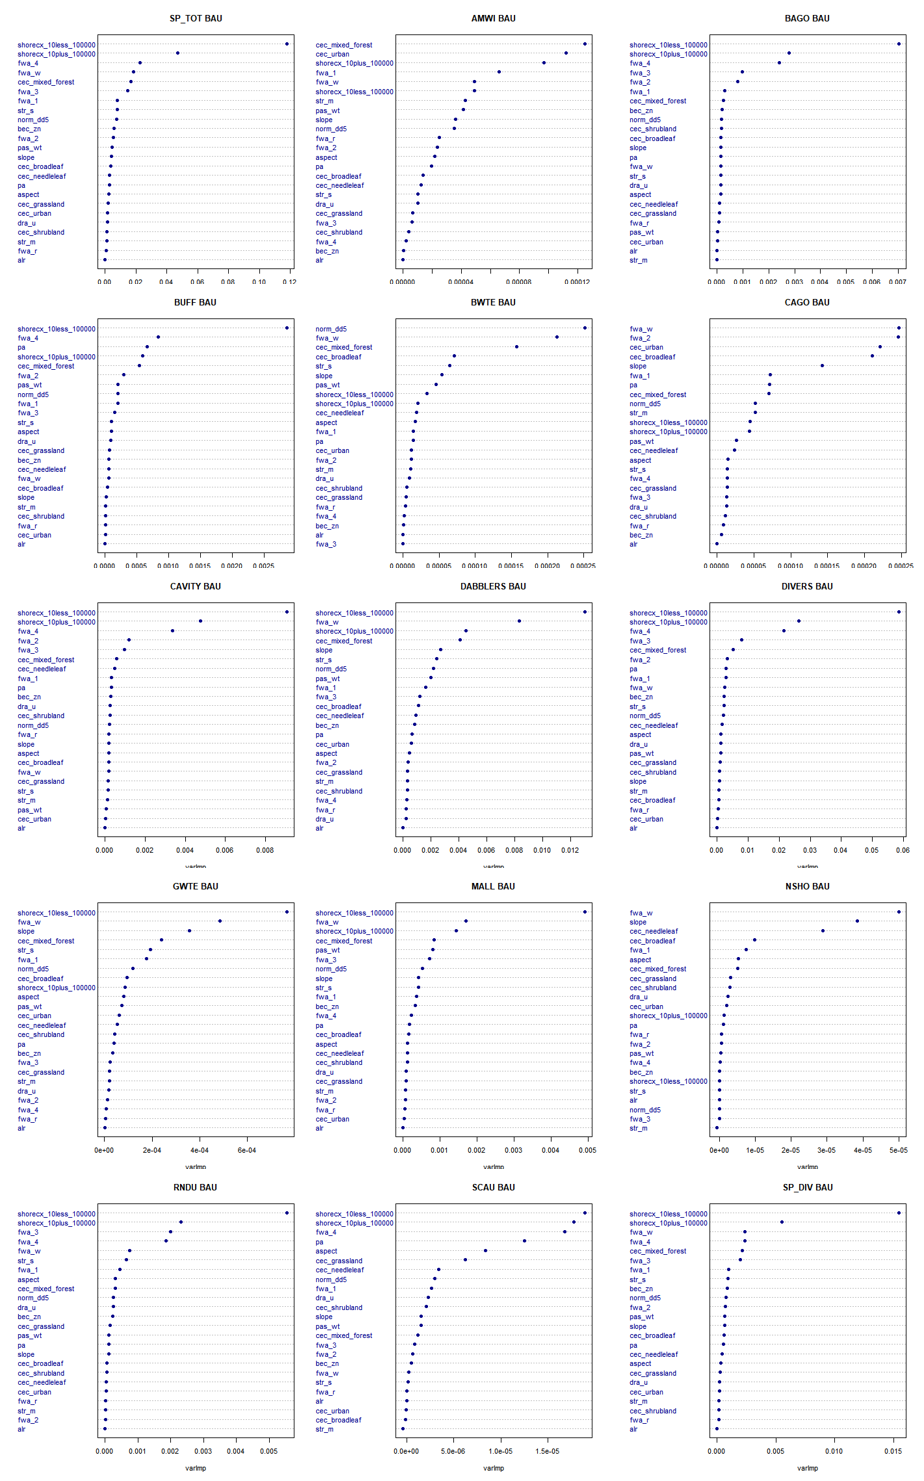 SP_TOT BAU
shorecx_10less_100000
shorecx_10plus_100000
fwa_4
fwa_w
cec_mixed_forest
fwa_3
fwa_1
str_s
norm_dd5
bec_zn
fwa_2
pas_wt
slope
cec_broadleaf
cec_needleleaf
pa
aspect
cec_grassland
cec_urban
dra_u
cec_shrubland
str_m
fwa_r
alr
0.00 0.02 0.04 0.06 0.08 0.10 0.12
AMWI BAU
cec_mixed_forest
cec_urban
shorecx_10plus_100000
fwa_1
fwa_w
shorecx_10less_100000
str_m
pas_wt
slope
norm_dd5
fwa_r
fwa_2
aspect
pa
cec_broadleaf
cec_needleleaf
str_s
dra_u
cec_grassland
fwa_3
cec_shrubland
fwa_4
bec_zn
alr
0.00000 0.00004 0.00008 0.00012
BAGO BAU
shorecx_10less_100000
shorecx_10plus_100000
fwa_4
fwa_3
fwa_2
fwa_1
cec_mixed_forest
bec_zn
norm_dd5
cec_shrubland
cec_broadleaf
slope
pa
fwa_w
str_s
dra_u
aspect
cec_needleleaf
cec_grassland
fwa_r
pas_wt
cec_urban
alr
str_m
0.000 0.001 0.002 0.003 0.004 0.005 0.006 0.007
BUFF BAU
shorecx_10less_100000
fwa_4
pa
shorecx_10plus_100000
cec_mixed_forest
fwa_2
pas_wt
norm_dd5
fwa_1
fwa_3
str_s
aspect
dra_u
cec_grassland
bec_zn
cec_needleleaf
fwa_w
cec_broadleaf
slope
str_m
cec_shrubland
fwa_r
cec_urban
alr
0.0000 0.0005 0.0010 0.0015 0.0020 0.0025
BWTE BAU
norm_dd5
fwa_w
cec_mixed_forest
cec_broadleaf
str_s
slope
pas_wt
shorecx_10less_100000
shorecx_10plus_100000
cec_needleleaf
aspect
fwa_1
pa
cec_urban
fwa_2
str_m
dra_u
cec_shrubland
cec_grassland
fwa_r
fwa_4
bec_zn
alr
fwa_3
0.00000 0.00005 0.00010 0.00015 0.00020 0.00025
CAGO BAU
fwa_w
fwa_2
cec_urban
cec_broadleaf
slope
fwa_1
pa
cec_mixed_forest
norm_dd5
str_m
shorecx_10less_100000
shorecx_10plus_100000
pas_wt
cec_needleleaf
aspect
str_s
fwa_4
cec_grassland
fwa_3
dra_u
cec_shrubland
fwa_r
bec_zn
alr
0.00000 0.00005 0.00010 0.00015 0.00020 0.00025
CAVITY BAU
shorecx_10less_100000
shorecx_10plus_100000
fwa_4
fwa_2
fwa_3
cec_mixed_forest
cec_needleleaf
fwa_1
pa
bec_zn
dra_u
cec_shrubland
norm_dd5
fwa_r
slope
aspect
cec_broadleaf
fwa_w
cec_grassland
str_s
str_m
pas_wt
cec_urban
alr
0.000 0.002 0.004 0.006 0.008
varImp
DABBLERS BAU
shorecx_10less_100000
fwa_w
shorecx_10plus_100000
cec_mixed_forest
slope
str_s
norm_dd5
pas_wt
fwa_1
fwa_3
cec_broadleaf
cec_needleleaf
bec_zn
pa
cec_urban
aspect
fwa_2
cec_grassland
str_m
cec_shrubland
fwa_4
fwa_r
dra_u
alr
0.000 0.002 0.004 0.006 0.008 0.010 0.012
varImp
DIVERS BAU
shorecx_10less_100000
shorecx_10plus_100000
fwa_4
fwa_3
cec_mixed_forest
fwa_2
pa
fwa_1
fwa_w
bec_zn
str_s
norm_dd5
cec_needleleaf
aspect
dra_u
pas_wt
cec_grassland
cec_shrubland
slope
str_m
cec_broadleaf
fwa_r
cec_urban
alr
0.00 0.01 0.02 0.03 0.04 0.05 0.06
varImp
GWTE BAU
shorecx_10less_100000
fwa_w
slope
cec_mixed_forest
str_s
fwa_1
norm_dd5
cec_broadleaf
shorecx_10plus_100000
aspect
pas_wt
cec_urban
cec_needleleaf
cec_shrubland
pa
bec_zn
fwa_3
cec_grassland
str_m
dra_u
fwa_2
fwa_4
fwa_r
alr
0e+00 2e-04 4e-04 6e-04
varImp
MALL BAU
shorecx_10less_100000
fwa_w
shorecx_10plus_100000
cec_mixed_forest
pas_wt
fwa_3
norm_dd5
slope
str_s
fwa_1
bec_zn
fwa_4
pa
cec_broadleaf
aspect
cec_needleleaf
cec_shrubland
dra_u
cec_grassland
str_m
fwa_2
fwa_r
cec_urban
alr
0.000 0.001 0.002 0.003 0.004 0.005
varImp
NSHO BAU
fwa_w
slope
cec_needleleaf
cec_broadleaf
fwa_1
aspect
cec_mixed_forest
cec_grassland
cec_shrubland
dra_u
cec_urban
shorecx_10plus_100000
pa
fwa_r
fwa_2
pas_wt
fwa_4
bec_zn
shorecx_10less_100000
str_s
alr
norm_dd5
fwa_3
str_m
0e+00 1e-05 2e-05 3e-05 4e-05 5e-05
varImp
RNDU BAU
shorecx_10less_100000
shorecx_10plus_100000
fwa_3
fwa_4
fwa_w
str_s
fwa_1
aspect
cec_mixed_forest
norm_dd5
dra_u
bec_zn
cec_grassland
pas_wt
pa
slope
cec_broadleaf
cec_shrubland
cec_needleleaf
cec_urban
fwa_r
str_m
fwa_2
alr
0.000 0.001 0.002 0.003 0.004 0.005
varImp
SCAU BAU
shorecx_10less_100000
shorecx_10plus_100000
fwa_4
pa
aspect
cec_grassland
cec_needleleaf
norm_dd5
fwa_1
dra_u
cec_shrubland
slope
pas_wt
cec_mixed_forest
fwa_3
fwa_2
bec_zn
fwa_w
str_s
fwa_r
alr
cec_urban
cec_broadleaf
str_m
0.0e+00 5.0e-06 1.0e-05 1.5e-05
varImp
SP_DIV BAU
shorecx_10less_100000
shorecx_10plus_100000
fwa_w
fwa_4
cec_mixed_forest
fwa_3
fwa_1
str_s
bec_zn
norm_dd5
fwa_2
slope
cec_broadleaf
pa
cec_needleleaf
aspect
cec_grassland
dra_u
cec_urban
str_m
cec_shrubland
fwa_r
pas_wt
alr
0.000 0.005 0.010 0.015
varImp